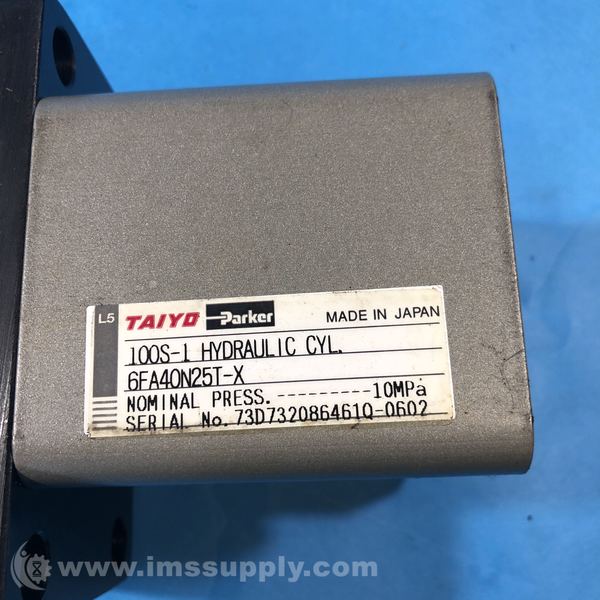 L5 TAIYO Parker MADE IN JAPAN
100S-1 HYDRAULIC CYL.
6FA40N25T-X
NOMINAL PRESS. ---------10MPa
SERIAL No. 73D732086461Q-0602
www.imssupply.com